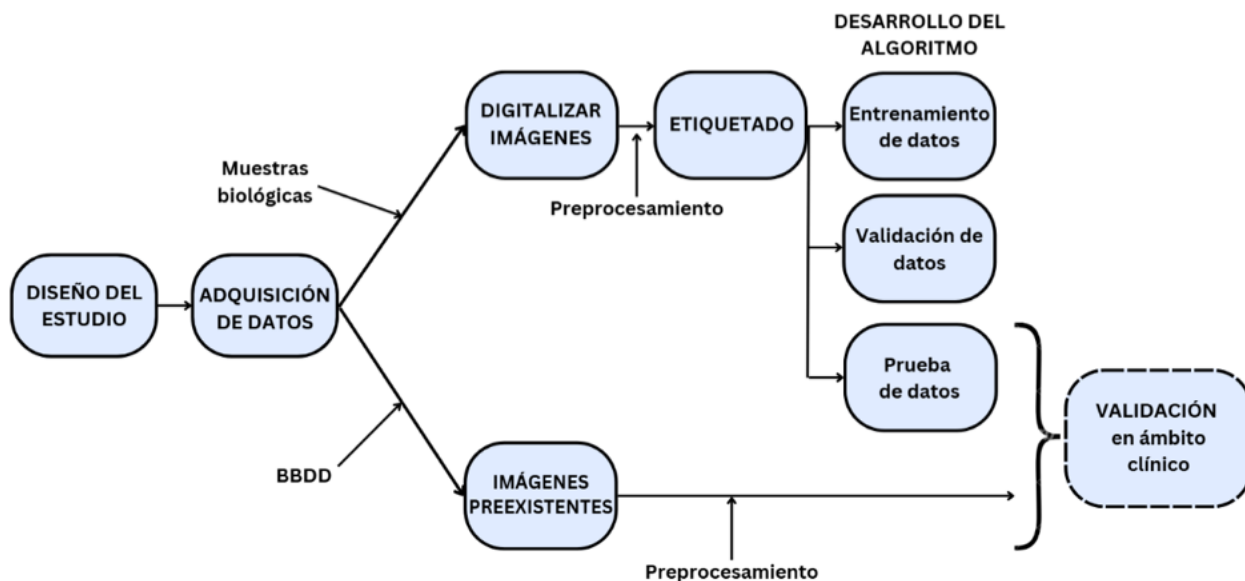 DESARROLLO DEL
ALGORITMO
DIGITALIZAR
IMÁGENES
ETIQUETADO
Entrenamiento
de datos
Muestras
biológicas
Preprocesamiento
Validación de
datos
DISEÑO DEL
ESTUDIO
ADQUISICIÓN
DE DATOS
Prueba
de datos
VALIDACIÓN
en ámbito
clínico
BBDD
IMÁGENES
PREEXISTENTES
Preprocesamiento